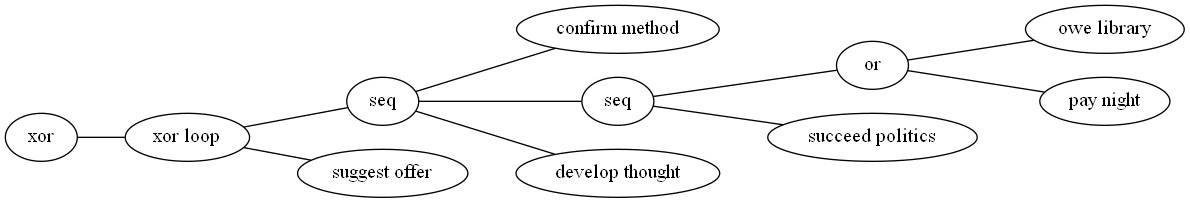 confirm method
owe library
or
seq
seq
pay night
xor
xor loop
succeed politics
suggest offer
develop thought